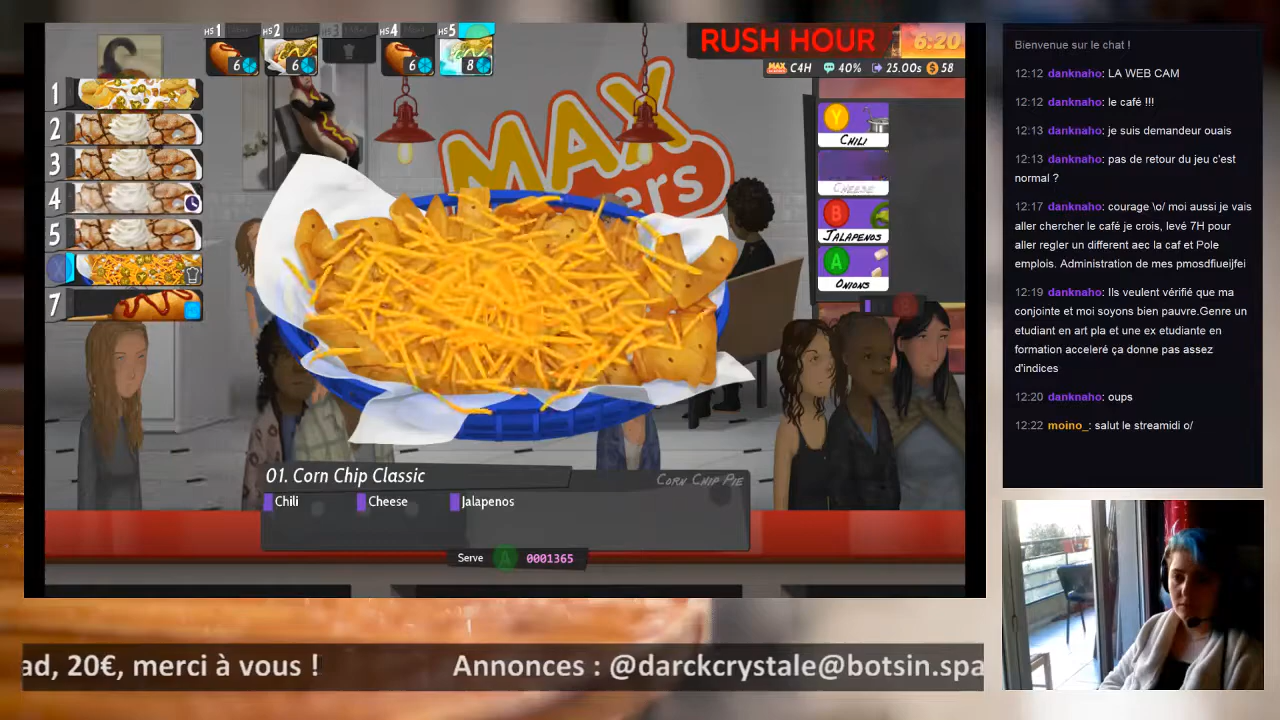 HS1
HS2
HS3
HS4
HS5
6
6
6
8
RUSH HOUR
6:20
MAX C4H 40% 25.00s 58
1
2
3
4
5
7
MAX
ers
Y
CHILI
CHEESE
B
JALAPENOS
A
ONIONS
01. Corn Chip Classic
CORN CHIP PIE
Chili Cheese Jalapenos
Serve A 0001365
Bienvenue sur le chat !
12:12 danknaho: LA WEB CAM
12:12 danknaho: le café !!!
12:13 danknaho: je suis demandeur ouais
12:13 danknaho: pas de retour du jeu c'est
normal ?
12:17 danknaho: courage \o/ moi aussi je vais
aller chercher le café je crois, levé 7H pour
aller regler un different aec la caf et Pole
emplois. Administration de mes pmosdfiueijfei
12:19 danknaho: Ils veulent vérifié que ma
conjointe et moi soyons bien pauvre.Genre un
etudiant en art pla et une ex etudiante en
formation acceleré ça donne pas assez
d'indices
12:20 danknaho: oups
12:22 moino_: salut le streamidi o/
ad, 20€, merci à vous ! Annonces : @darckcrystale@botsin.spa